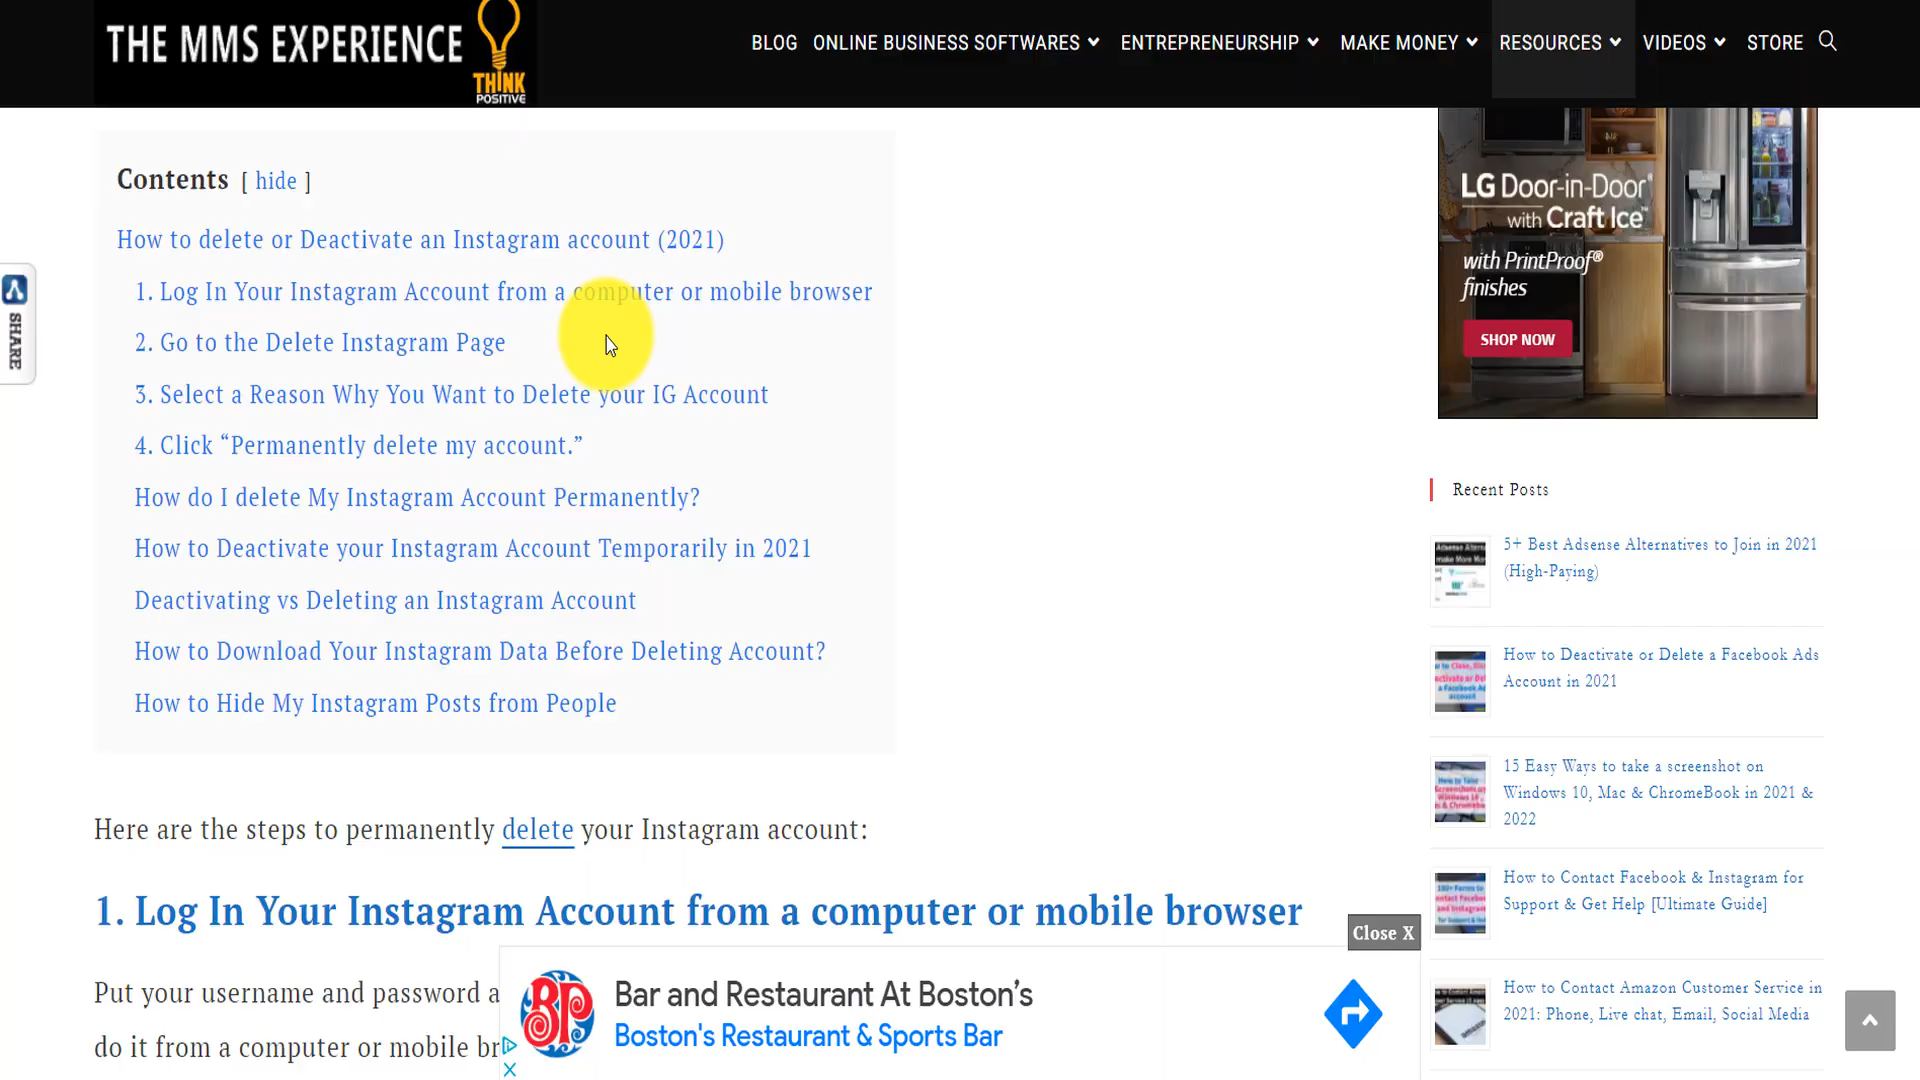 THE MMS EXPERIENCE
THINK
POSITIVE
BLOG
ONLINE BUSINESS SOFTWARES
ENTREPRENEURSHIP
MAKE MONEY
RESOURCES
VIDEOS
STORE
SHARE
Contents [ hide ]
How to delete or Deactivate an Instagram account (2021)
1. Log In Your Instagram Account from a computer or mobile browser
2. Go to the Delete Instagram Page
3. Select a Reason Why You Want to Delete your IG Account
4. Click “Permanently delete my account.”
How do I delete My Instagram Account Permanently?
How to Deactivate your Instagram Account Temporarily in 2021
Deactivating vs Deleting an Instagram Account
How to Download Your Instagram Data Before Deleting Account?
How to Hide My Instagram Posts from People
Here are the steps to permanently delete your Instagram account:
1. Log In Your Instagram Account from a computer or mobile browser
Put your username and password a
do it from a computer or mobile br
Close X
Bar and Restaurant At Boston’s
Boston's Restaurant & Sports Bar
BP
LG Door-in-Door®
with Craft Ice™
with PrintProof®
finishes
SHOP NOW
Recent Posts
5+ Best Adsense Alternatives to Join in 2021
(High-Paying)
How to Deactivate or Delete a Facebook Ads
Account in 2021
15 Easy Ways to take a screenshot on
Windows 10, Mac & ChromeBook in 2021 &
2022
How to Contact Facebook & Instagram for
Support & Get Help [Ultimate Guide]
How to Contact Amazon Customer Service in
2021: Phone, Live chat, Email, Social Media